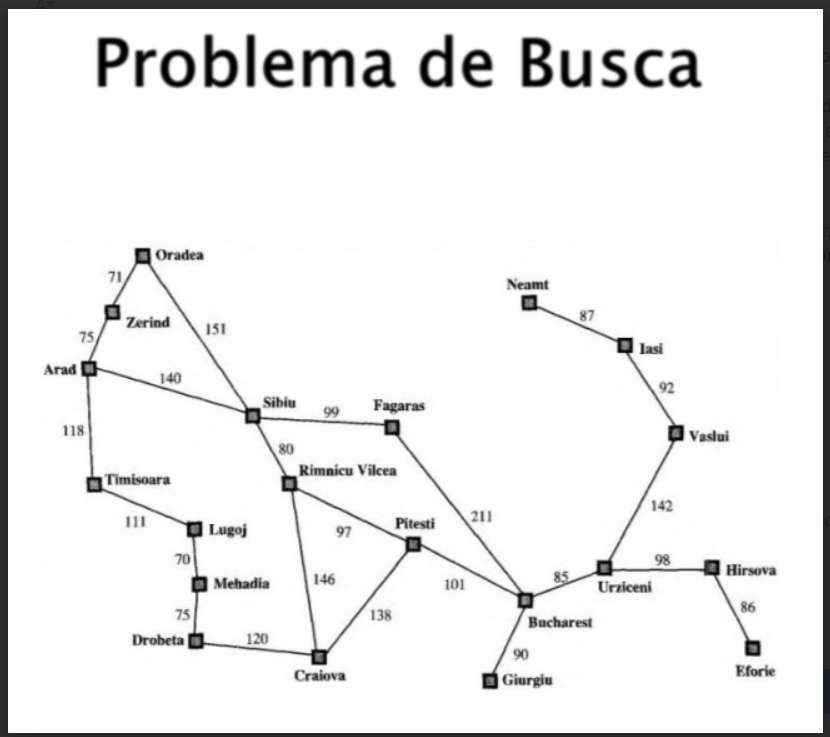 Problema de Busca
Oradea
71
Neamt
Zerind
87
151
75
Iasi
Arad
140
92
Sibiu
99
Fagaras
118
Vaslui
80
Timisoara
Rimnicu Vilcea
142
111
Lugoj
97
Pitesti
211
70
98
Mehadia
146
101
85
Hirsova
Urziceni
75
138
86
Bucharest
Drobeta
120
90
Craiova
Giurgiu
Eforie